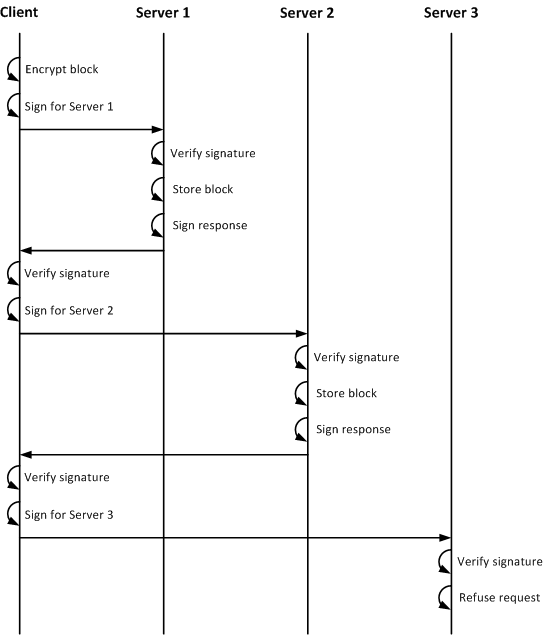 Client
Server 1
Server 2
Server 3
Encrypt block
Sign for Server 1
Verify signature
Store block
Sign response
Verify signature
Sign for Server 2
Verify signature
Store block
Sign response
Verify signature
Sign for Server 3
Verify signature
Refuse request